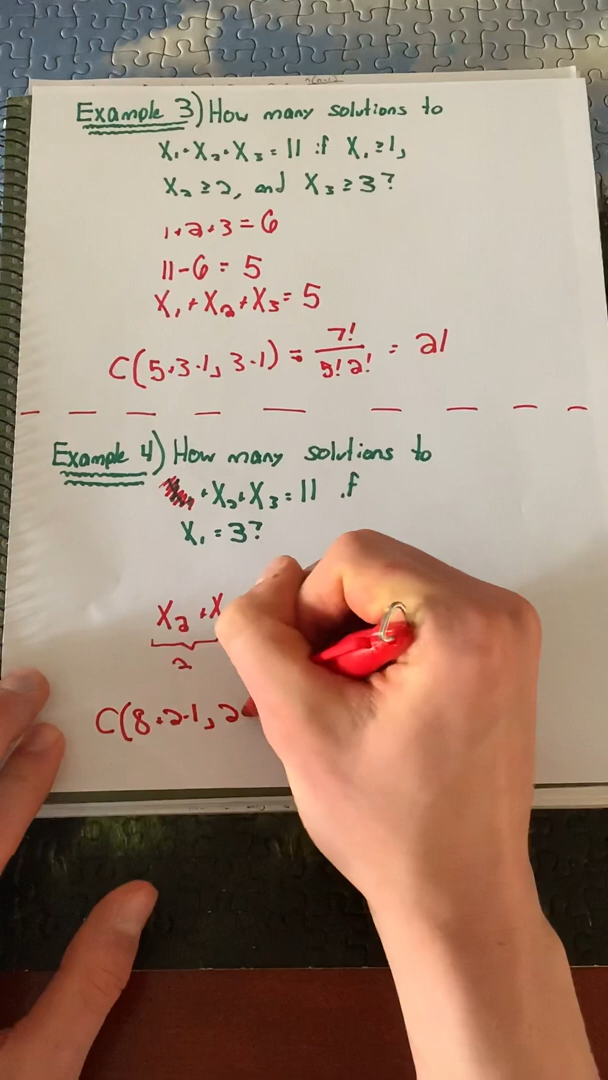 Example 3) How many solutions to
X₁+X₂+X₃=11 if X₁≥1,
X₂≥2, and X₃≥3?
1+2+3=6
11-6=5
X₁+X₂+X₃=5
C(5+3-1, 3-1) = 7!/5!2! = 21
Example 4) How many solutions to
+X₂+X₃=11 if
X₁=3?
X₂+X
2
C(8+2-1, 2